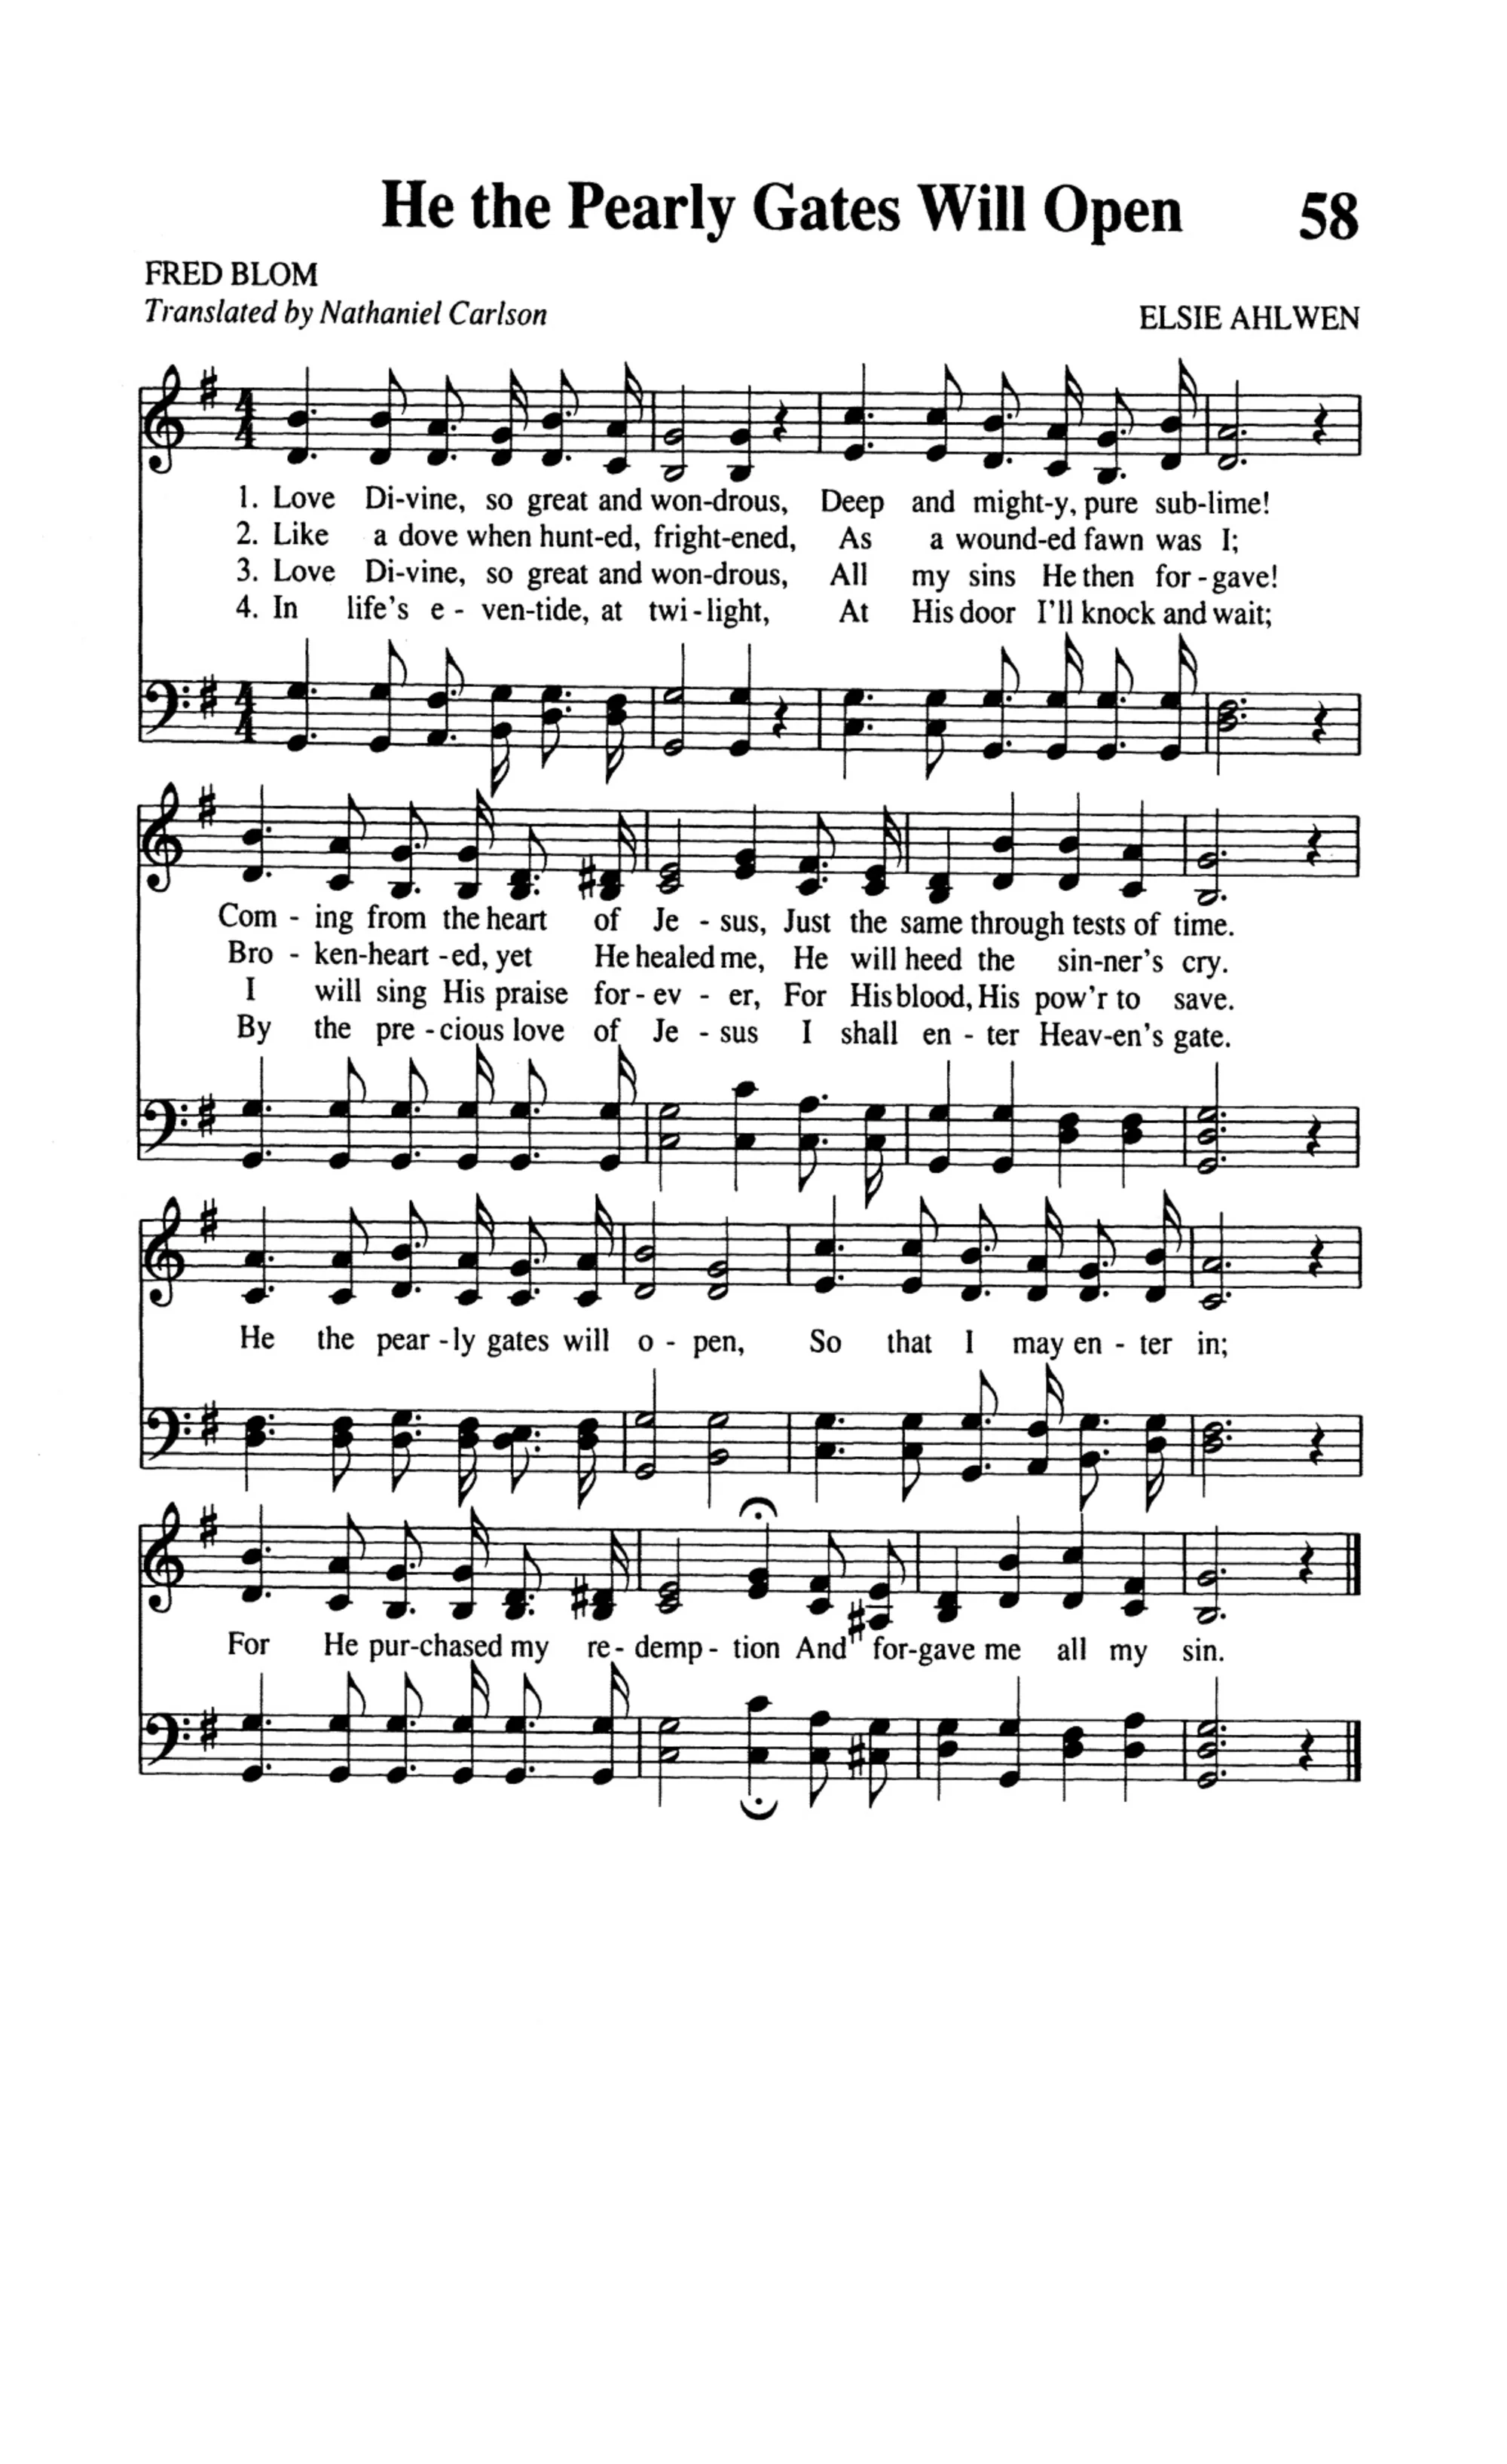 He the Pearly Gates Will Open 58
FRED BLOM
Translated by Nathaniel Carlson
ELSIE AHLWEN
4
4
1. Love Di-vine, so great and won-drous, Deep and might-y, pure sub-lime!
2. Like a dove when hunt-ed, fright-ened, As a wound-ed fawn was I;
3. Love Di-vine, so great and won-drous, All my sins He then for-gave!
4. In life's e-ven-tide, at twi-light, At His door I'll knock and wait;
4
4
Com-ing from the heart of Je-sus, Just the same through tests of time.
Bro-ken-heart-ed, yet He healed me, He will heed the sin-ner's cry.
I will sing His praise for-ev-er, For His blood, His pow'r to save.
By the pre-cious love of Je-sus I shall en-ter Heav-en's gate.
He the pear-ly gates will o-pen, So that I may en-ter in;
For He pur-chased my re-demp-tion And for-gave me all my sin.